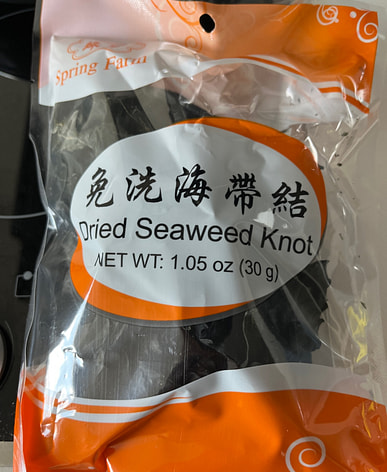 Spring Farm
免洗海帶結
Dried Seaweed Knot
NET WT: 1.05 oz (30 g)